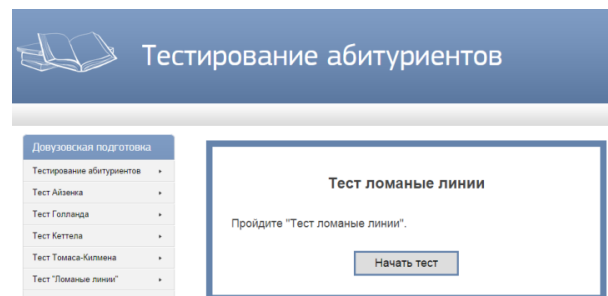 Тестирование абитуриентов
Довузовская подготовка
Тестирование абитуриентов
Тест Айзенка
Тест Голланда
Тест Кеттела
Тест Томаса-Килмена
Тест "Ломаные линии"
Тест ломаные линии
Пройдите "Тест ломаные линии".
Начать тест